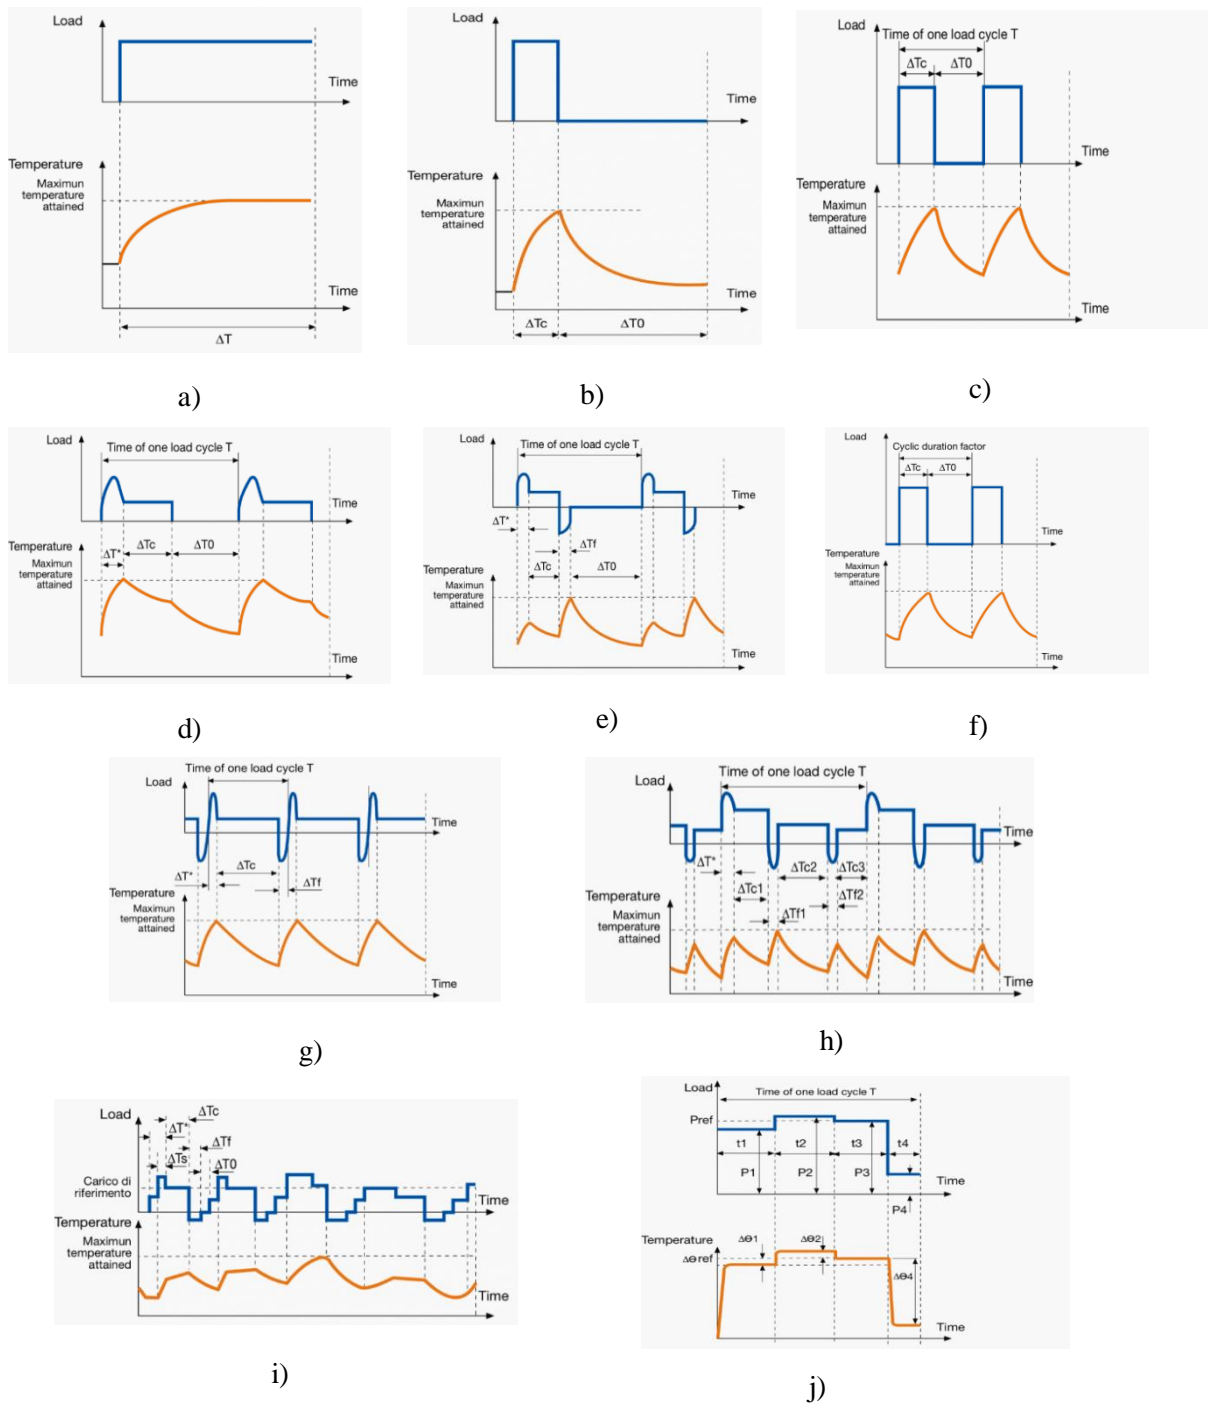 Load
Time
Temperature
Maximun
temperature
attained
Time
ΔT
a)
Load
Time
Temperature
Maximun
temperature
attained
Time
ΔTc
ΔT0
b)
Load
Time of one load cycle T
ΔTc
ΔT0
Time
Temperature
Maximun
temperature
attained
Time
c)
Load
Time of one load cycle T
Time
Temperature
ΔT*
ΔTc
ΔT0
Maximun
temperature
attained
Time
d)
Load
Time of one load cycle T
Time
ΔT*
ΔTf
ΔTc
ΔT0
Temperature
Maximun
temperature
attained
Time
e)
Load
Cyclic duration factor
ΔTc
ΔT0
Time
Temperature
Maximun
temperature
attained
Time
f)
Time of one load cycle T
Load
Time
ΔTc
ΔT*
ΔTf
Temperature
Maximun
temperature
attained
Time
g)
Time of one load cycle T
Load
Time
ΔT*
ΔTc2
ΔTc3
ΔTc1
ΔTf2
ΔTf1
Temperature
Maximun
temperature
attained
Time
h)
Load
ΔTc
ΔT*
ΔTf
ΔTs
ΔT0
Carico di
riferimento
Time
Temperature
Maximun
temperature
attained
Time
i)
Load
Time of one load cycle T
Pref
t1
t2
t3
t4
P1
P2
P3
Time
P4
Temperature
ΔΘ1
ΔΘ2
ΔΘ ref
ΔΘ4
Time
j)